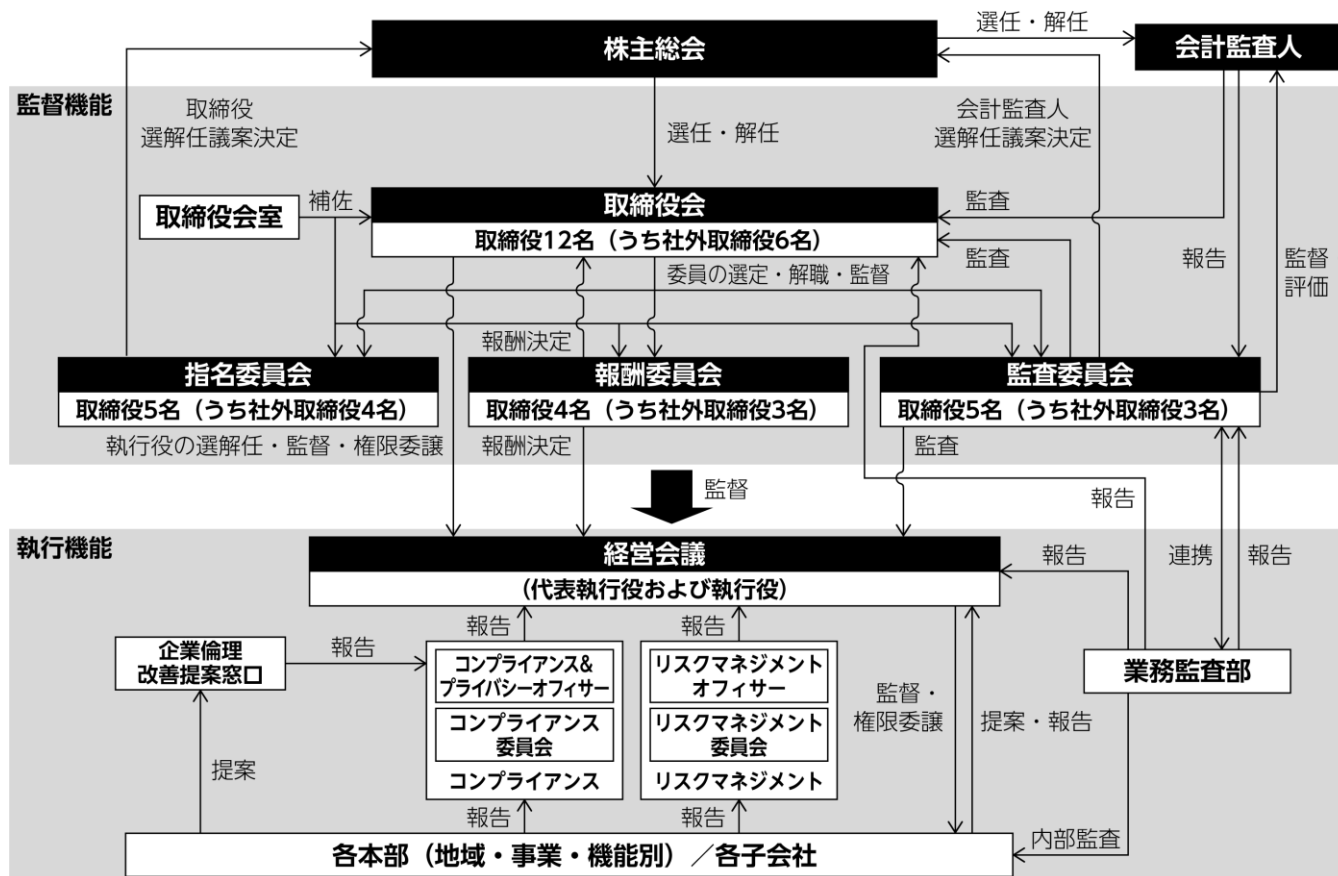 株主総会
選任・解任
会計監査人
監督機能
取締役
選解任議案決定
選任・解任
会計監査人
選解任議案決定
取締役会室
補佐
取締役会
取締役12名（うち社外取締役6名）
監査
監査
報告
監督
評価
委員の選定・解職・監督
報酬決定
指名委員会
取締役5名（うち社外取締役4名）
報酬委員会
取締役4名（うち社外取締役3名）
監査委員会
取締役5名（うち社外取締役3名）
執行役の選解任・監督・権限委譲
報酬決定
監査
監督
報告
執行機能
経営会議
（代表執行役および執行役）
報告
連携
報告
企業倫理
改善提案窓口
報告
報告
報告
コンプライアンス&
プライバシーオフィサー
コンプライアンス
委員会
コンプライアンス
リスクマネジメント
オフィサー
リスクマネジメント
委員会
リスクマネジメント
業務監査部
監督・
権限委譲
提案・報告
提案
報告
報告
内部監査
各本部（地域・事業・機能別）／各子会社